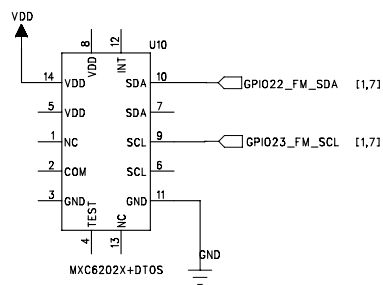 VDD
U10
8 12
VDD INT
14 VDD SDA 10 GPIO22_FM_SDA [1,7]
5 VDD SDA 7
1 NC SCL 9 GPIO23_FM_SCL [1,7]
2 COM SCL 6
3 GND GND 11
TEST NC
4 13
GND
MXC6202X+DTOS